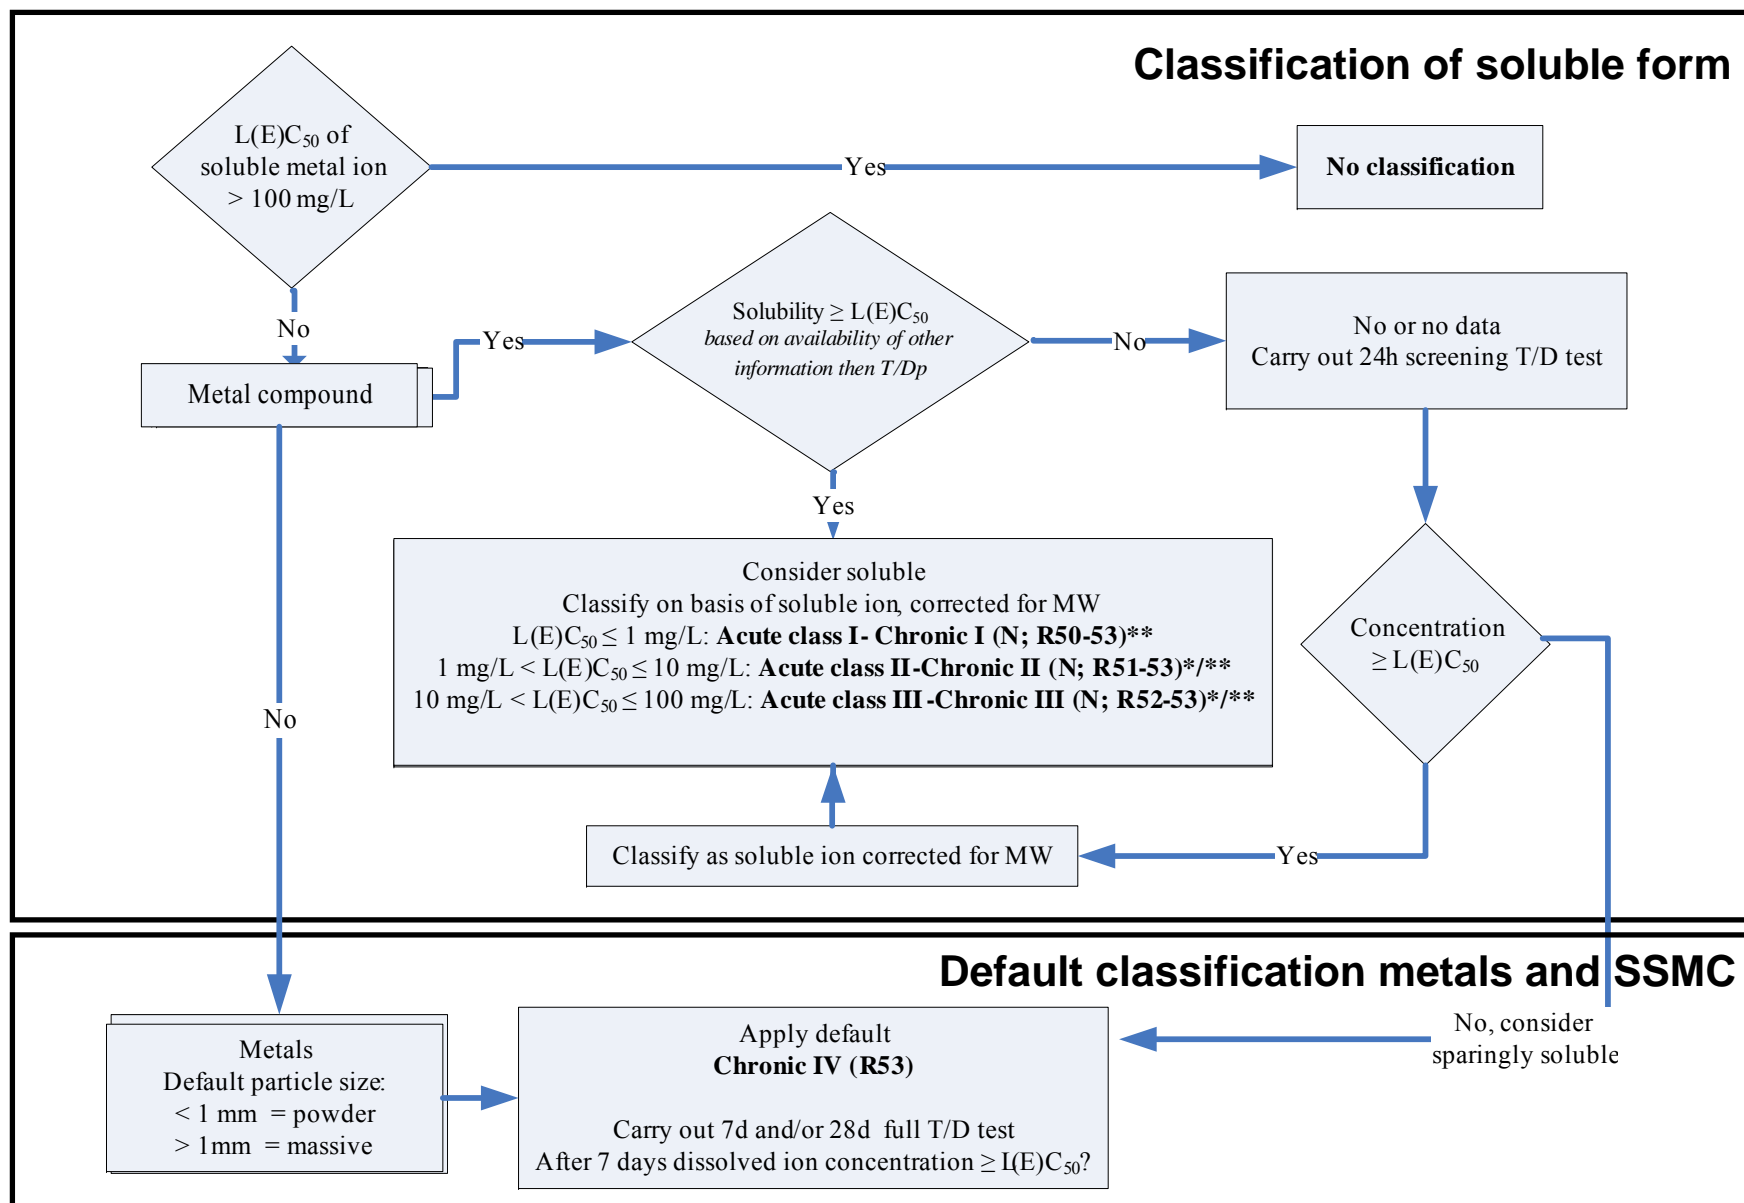 Classification of soluble form
L(E)C₅₀ of
soluble metal ion
> 100 mg/L
Yes
No classification
No
Metal compound
Yes
Solubility ≥ L(E)C₅₀
based on availability of other
information then T/Dp
No
No or no data
Carry out 24h screening T/D test
Yes
Consider soluble
Classify on basis of soluble ion, corrected for MW
L(E)C₅₀ ≤ 1 mg/L: Acute class I- Chronic I (N; R50-53)**
1 mg/L < L(E)C₅₀ ≤ 10 mg/L: Acute class II-Chronic II (N; R51-53)*/**
10 mg/L < L(E)C₅₀ ≤ 100 mg/L: Acute class III-Chronic III (N; R52-53)*/**
Concentration
≥ L(E)C₅₀
No
Classify as soluble ion corrected for MW
Yes
Default classification metals and SSMC
No, consider
sparingly soluble
Metals
Default particle size:
< 1 mm = powder
> 1mm = massive
Apply default
Chronic IV (R53)
Carry out 7d and/or 28d full T/D test
After 7 days dissolved ion concentration ≥ L(E)C₅₀?